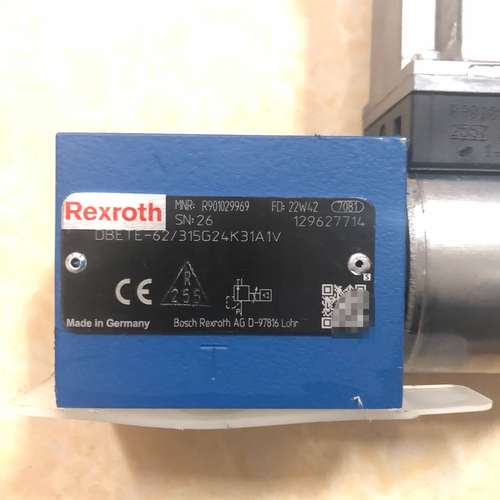 Rexroth
MNR: R901029969 FD: 22W42 7081
SN: 26 129627714
DBETE-62/315G24K31A1V
CE
R
255
S
Made in Germany Bosch Rexroth AG D-97816 Lohr